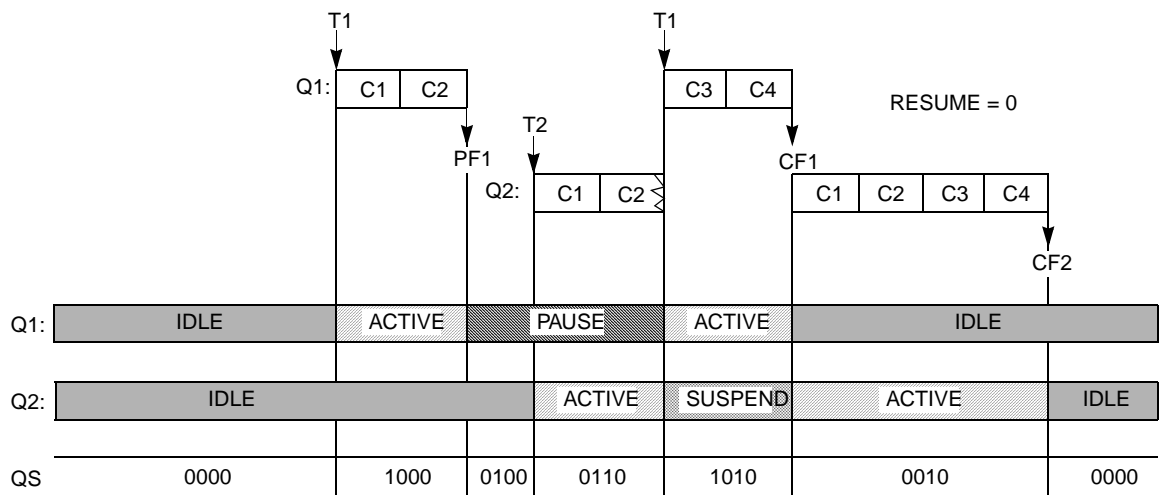 T1 T1
Q1: C1 C2 C3 C4
RESUME = 0
T2
PF1 CF1
Q2: C1 C2 C1 C2 C3 C4
CF2
Q1: IDLE ACTIVE PAUSE ACTIVE IDLE
Q2: IDLE ACTIVE SUSPEND ACTIVE IDLE
QS 0000 1000 0100 0110 1010 0010 0000